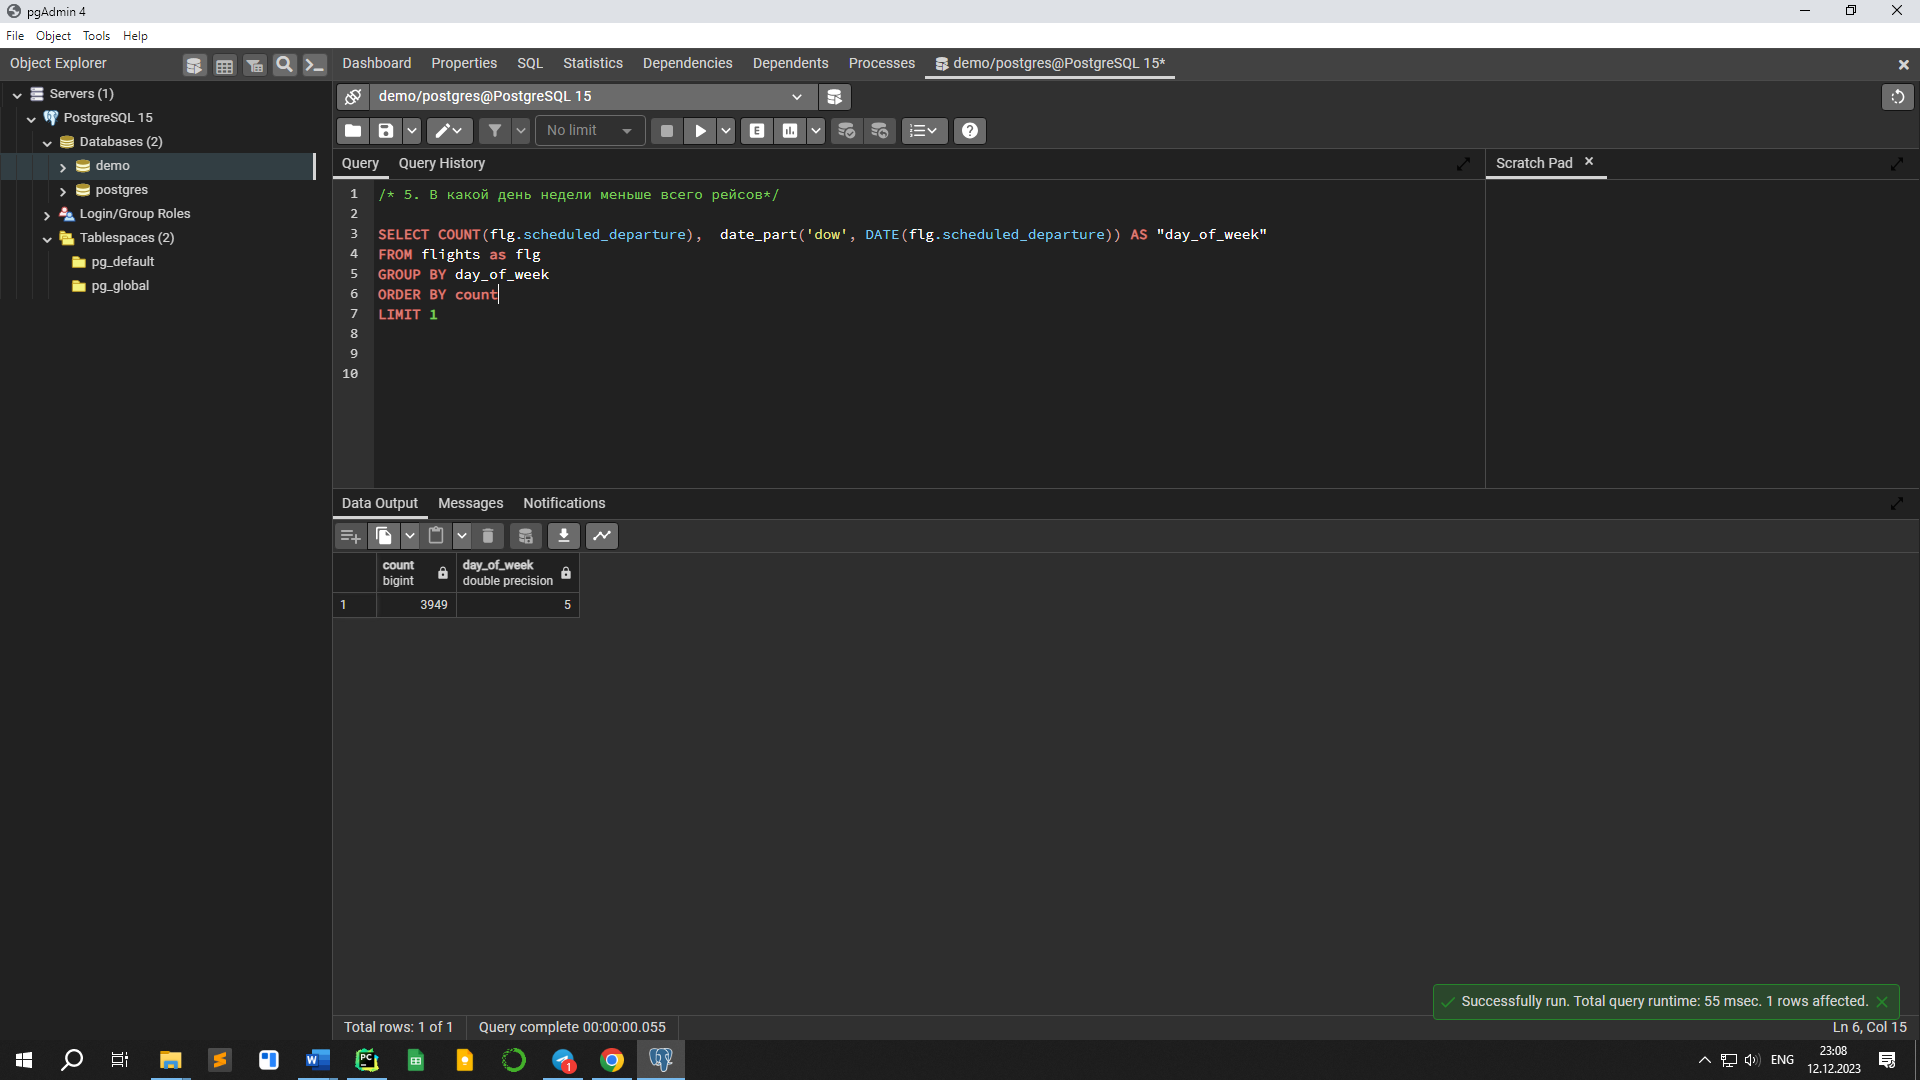 pgAdmin 4
File Object Tools Help
Object Explorer
Dashboard Properties SQL Statistics Dependencies Dependents Processes demo/postgres@PostgreSQL 15*
Servers (1)
PostgreSQL 15
Databases (2)
demo
postgres
Login/Group Roles
Tablespaces (2)
pg_default
pg_global
demo/postgres@PostgreSQL 15
No limit
E
Query Query History
Scratch Pad
1 /* 5. В какой день недели меньше всего рейсов*/
2
3 SELECT COUNT(flg.scheduled_departure),  date_part('dow', DATE(flg.scheduled_departure)) AS "day_of_week"
4 FROM flights as flg
5 GROUP BY day_of_week
6 ORDER BY count
7 LIMIT 1
8
9
10
Data Output Messages Notifications
count day_of_week
bigint double precision
1 3949 5
Successfully run. Total query runtime: 55 msec. 1 rows affected.
Total rows: 1 of 1 Query complete 00:00:00.055 Ln 6, Col 15
W PC 1 ENG 23:08
12.12.2023